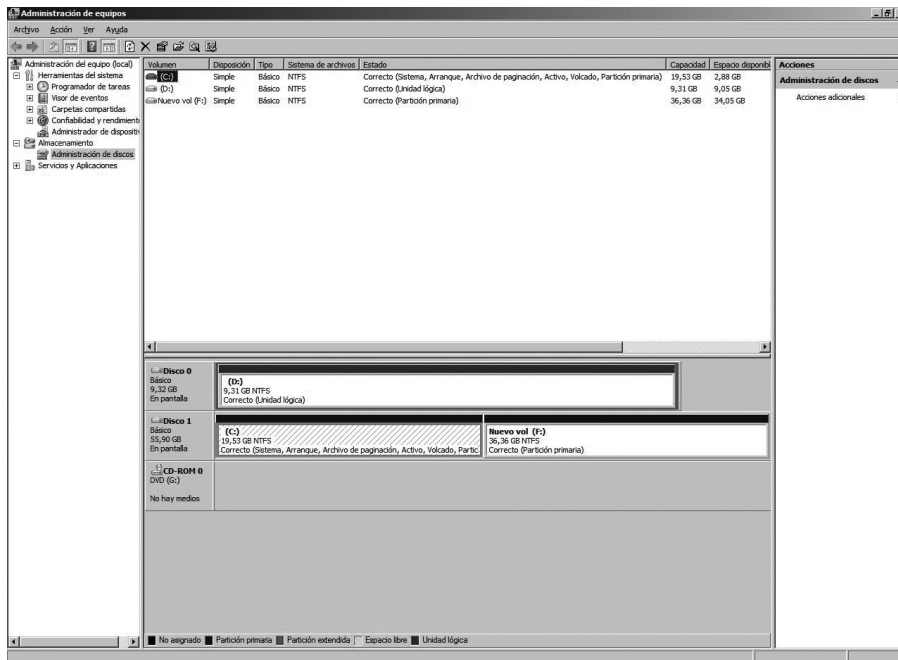 Administración de equipos
Archivo Acción Ver Ayuda
Administración del equipo (local)
Herramientas del sistema
Programador de tareas
Visor de eventos
Carpetas compartidas
Confiabilidad y rendimient
Administrador de dispositiv
Almacenamiento
Administración de discos
Servicios y Aplicaciones
Volumen Disposición Tipo Sistema de archivos Estado Capacidad Espacio disponibl
(C:) Simple Básico NTFS Correcto (Sistema, Arranque, Archivo de paginación, Activo, Volcado, Partición primaria) 19,53 GB 2,88 GB
(D:) Simple Básico NTFS Correcto (Unidad lógica) 9,31 GB 9,05 GB
Nuevo vol (F:) Simple Básico NTFS Correcto (Partición primaria) 36,36 GB 34,05 GB
Acciones
Administración de discos
Acciones adicionales
Disco 0
Básico
9,32 GB
En pantalla
(D:)
9,31 GB NTFS
Correcto (Unidad lógica)
Disco 1
Básico
55,90 GB
En pantalla
(C:)
19,53 GB NTFS
Correcto (Sistema, Arranque, Archivo de paginación, Activo, Volcado, Partic
Nuevo vol (F:)
36,36 GB NTFS
Correcto (Partición primaria)
CD-ROM 0
DVD (G:)
No hay medios
No asignado Partición primaria Partición extendida Espacio libre Unidad lógica